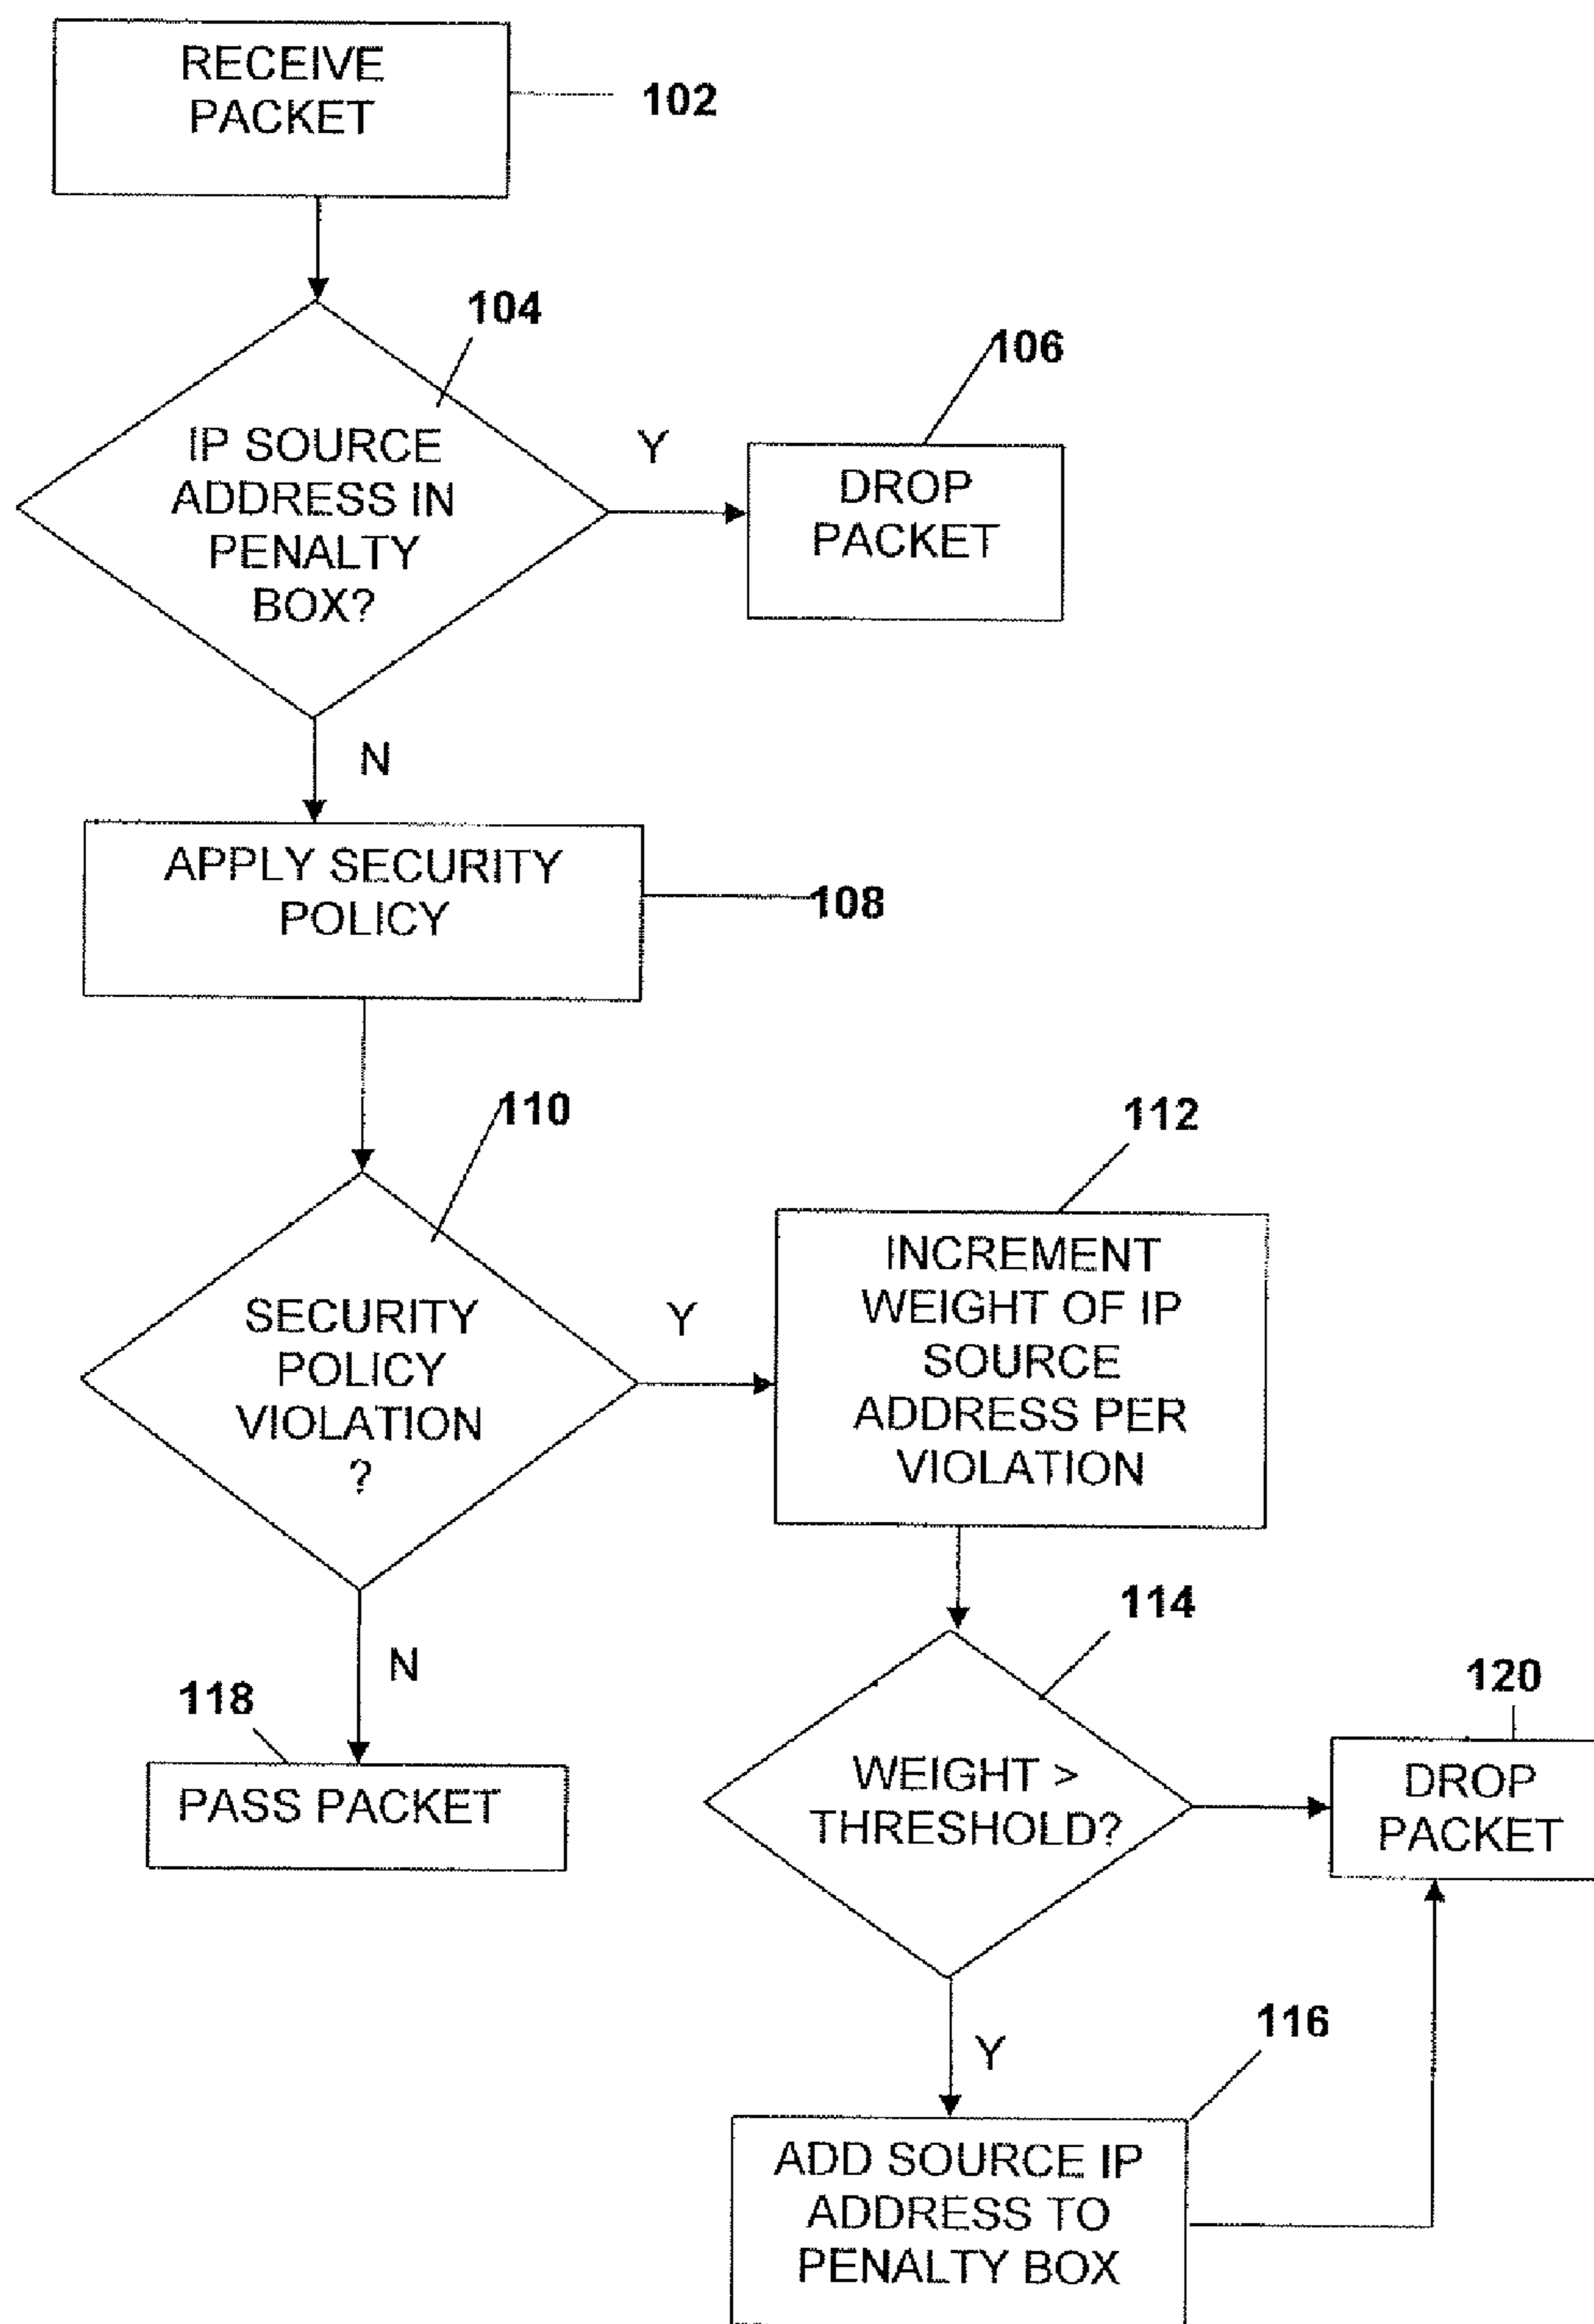 RECEIVE
PACKET
102
104
IP SOURCE
ADDRESS IN
PENALTY
BOX?
Y
106
DROP
PACKET
N
APPLY SECURITY
POLICY
108
110
SECURITY
POLICY
VIOLATION
?
Y
112
INCREMENT
WEIGHT OF IP
SOURCE
ADDRESS PER
VIOLATION
N
118
PASS PACKET
114
WEIGHT >
THRESHOLD?
120
DROP
PACKET
Y
116
ADD SOURCE IP
ADDRESS TO
PENALTY BOX